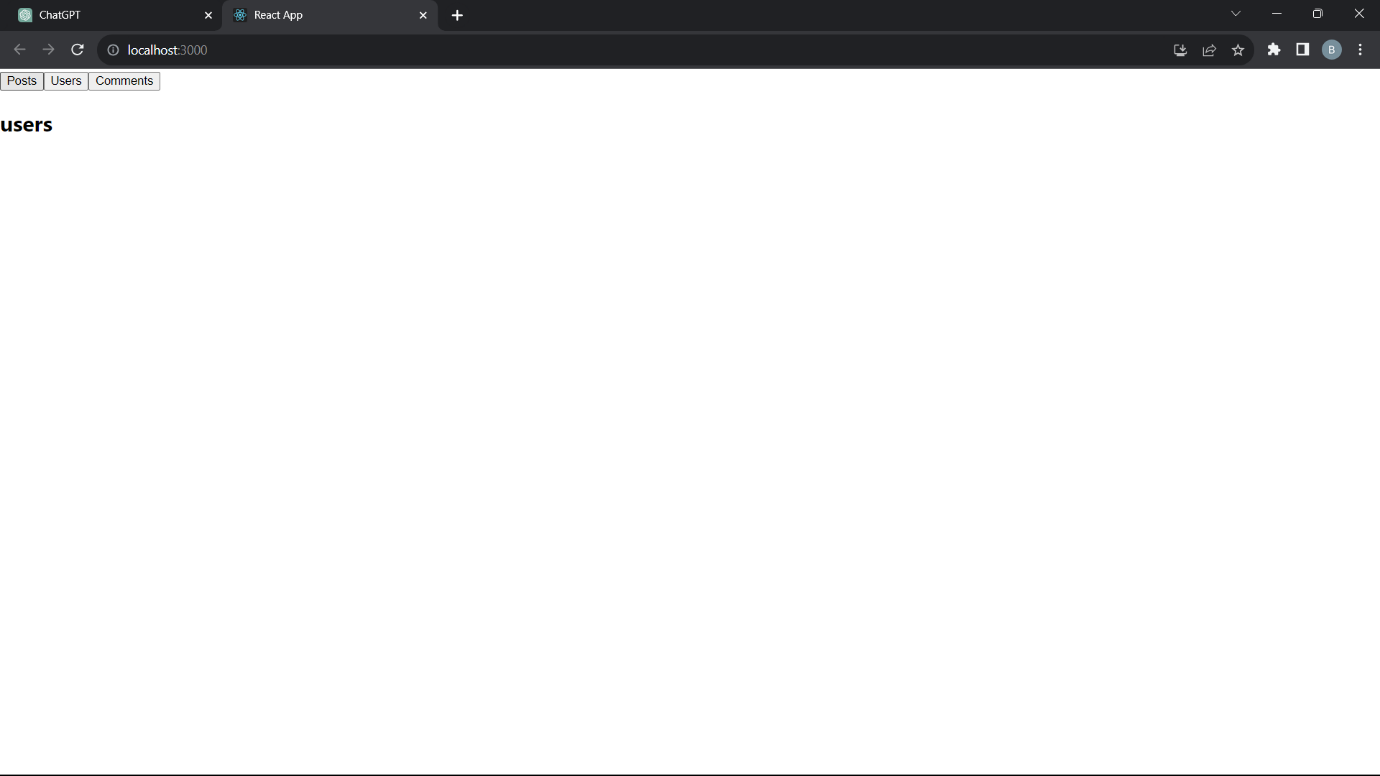 ChatGPT
React App
localhost:3000
B
Posts Users Comments
users